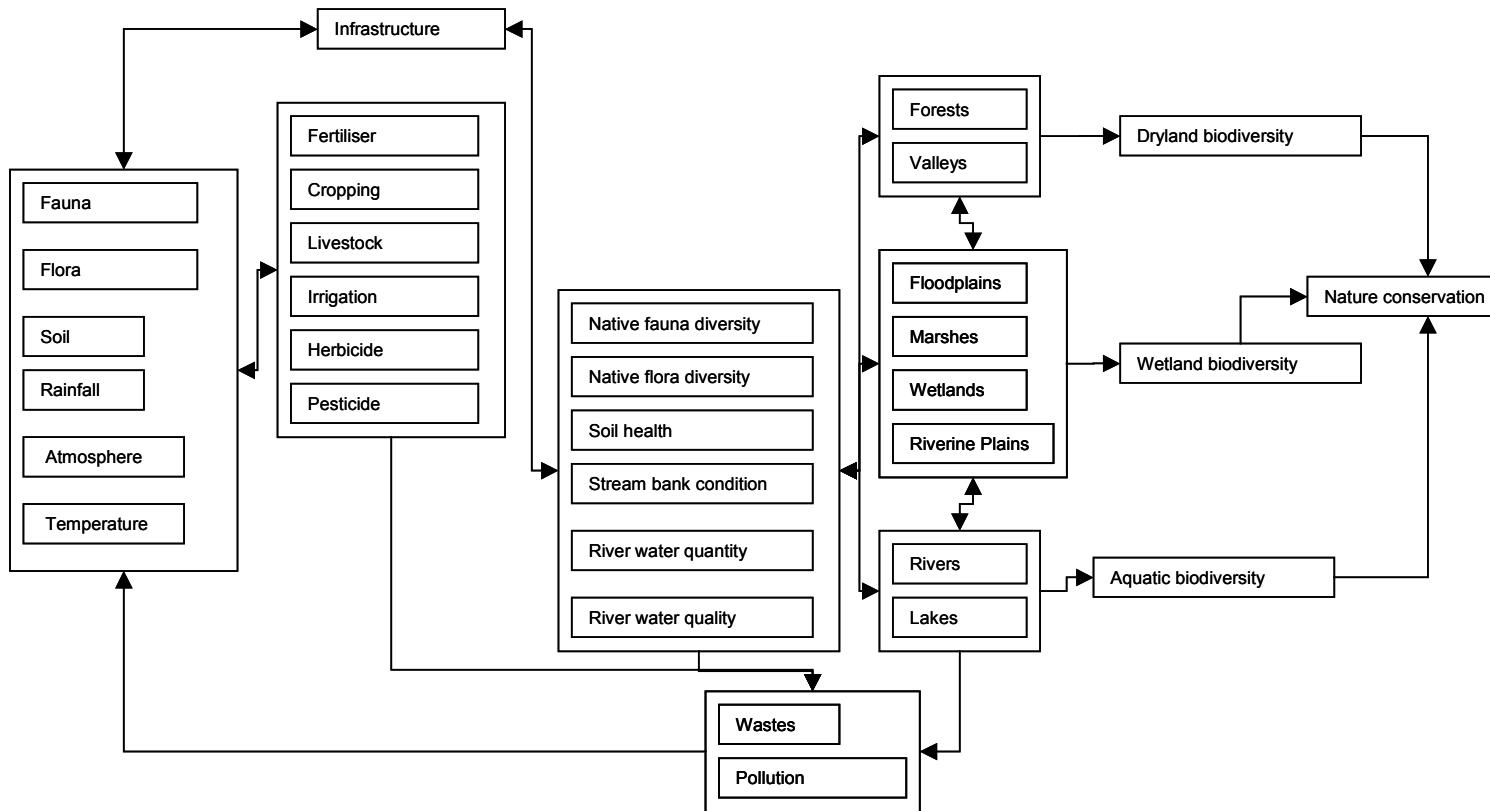 Infrastructure
Fauna
Flora
Soil
Rainfall
Atmosphere
Temperature
Fertiliser
Cropping
Livestock
Irrigation
Herbicide
Pesticide
Native fauna diversity
Native flora diversity
Soil health
Stream bank condition
River water quantity
River water quality
Forests
Valleys
Floodplains
Marshes
Wetlands
Riverine Plains
Rivers
Lakes
Dryland biodiversity
Wetland biodiversity
Aquatic biodiversity
Nature conservation
Wastes
Pollution